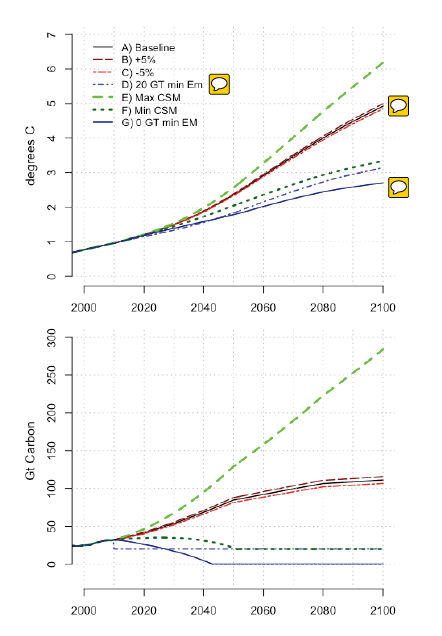 7
6
5
4
3
2
1
0
degrees C
A) Baseline
B) +5%
C) -5%
D) 20 GT min Em
E) Max CSM
F) Min CSM
G) 0 GT min EM
2000 2020 2040 2060 2080 2100
300
250
200
150
100
50
0
Gt Carbon
2000 2020 2040 2060 2080 2100